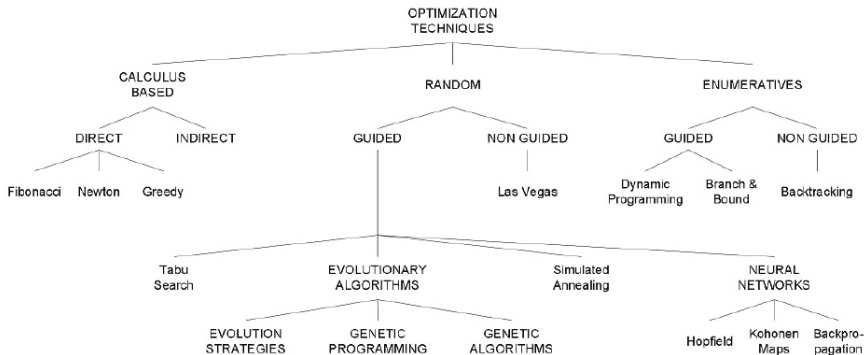 OPTIMIZATION
TECHNIQUES
CALCULUS
BASED
RANDOM
ENUMERATIVES
DIRECT
INDIRECT
GUIDED
NON GUIDED
GUIDED
NON GUIDED
Fibonacci
Newton
Greedy
Las Vegas
Dynamic
Programming
Branch &
Bound
Backtracking
Tabu
Search
EVOLUTIONARY
ALGORITHMS
Simulated
Annealing
NEURAL
NETWORKS
EVOLUTION
STRATEGIES
GENETIC
PROGRAMMING
GENETIC
ALGORITHMS
Hopfield
Kohonen
Maps
Backpro-
pagation